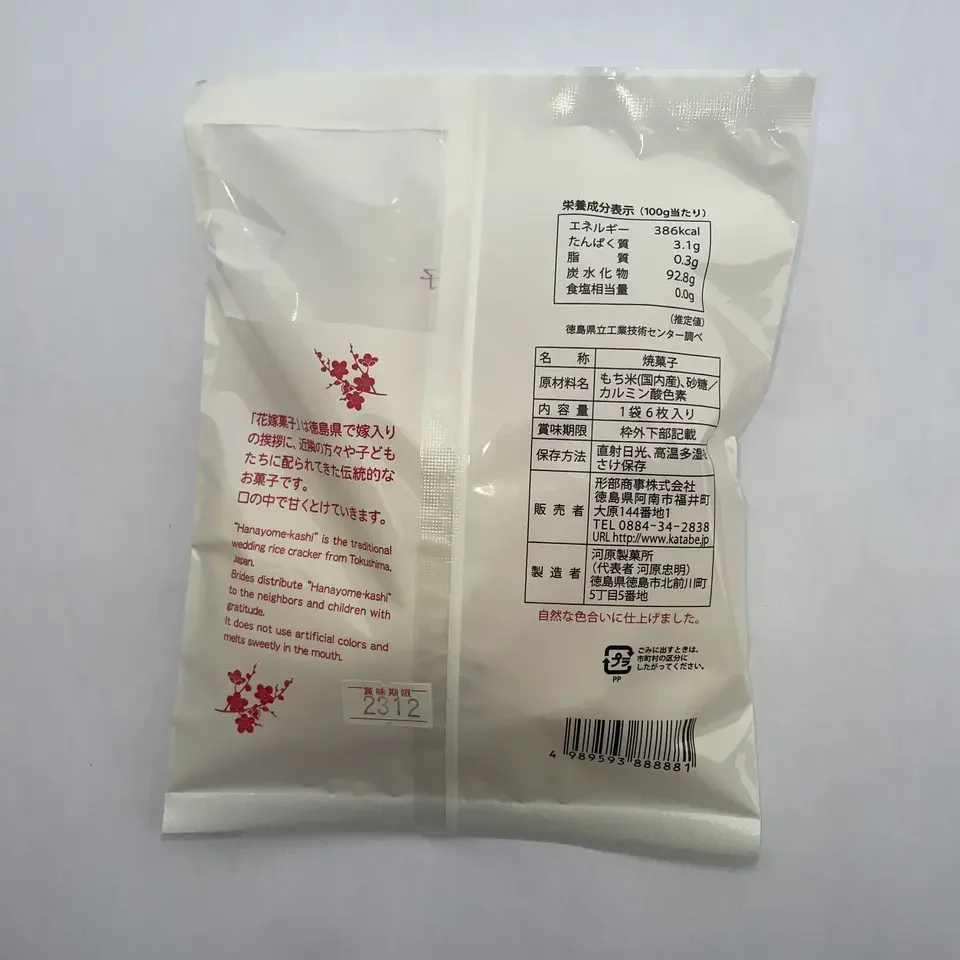 「花嫁菓子」は徳島県で嫁入り
の挨拶に、近隣の方々や子ども
たちに配られてきた伝統的な
お菓子です。
口の中で甘くとけていきます。
"Hanayome-kashi" is the traditional
wedding rice cracker from Tokushima,
Japan.
Brides distribute "Hanayome-kashi"
to the neighbors and children with
gratitude.
It does not use artificial colors and
melts sweetly in the mouth.
賞味期限
2312
栄養成分表示(100g当たり)
エネルギー 386kcal
たんぱく質 3.1g
脂質 0.3g
炭水化物 92.8g
食塩相当量 0.0g
(推定値)
徳島県立工業技術センター調べ
名称 焼菓子
原材料名 もち米(国内産)、砂糖/
カルミン酸色素
内容量 1袋6枚入り
賞味期限 枠外下部記載
保存方法 直射日光、高温多湿
さけ保存
販売者 形部商事株式会社
徳島県阿南市福井町
大原144番地1
TEL 0884-34-2838
URL http://www.katabe.jp
製造者 河原製菓所
(代表者 河原忠明)
徳島県徳島市北前川町
5丁目5番地
自然な色合いに仕上げました。
プラ
PP
ごみに出すときは、
市町村の区分に
したがってください。
4 989593 888881